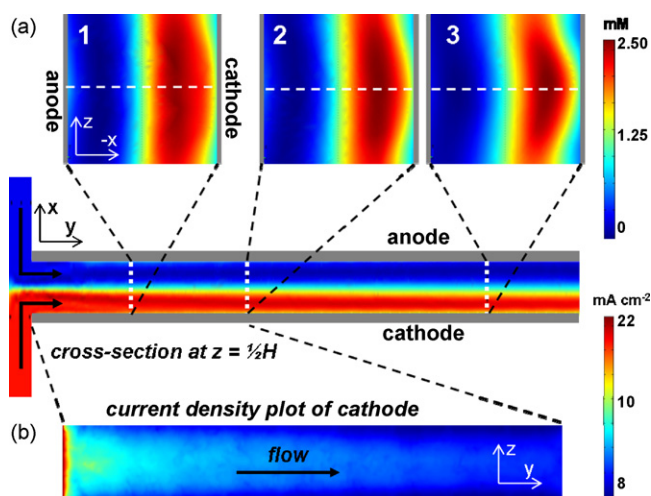 (a)
1
2
3
mM
2.50
1.25
0
anode
cathode
z
-x
x
y
anode
cathode
cross-section at z = ½H
mA cm⁻²
22
10
8
current density plot of cathode
(b)
flow
z
y